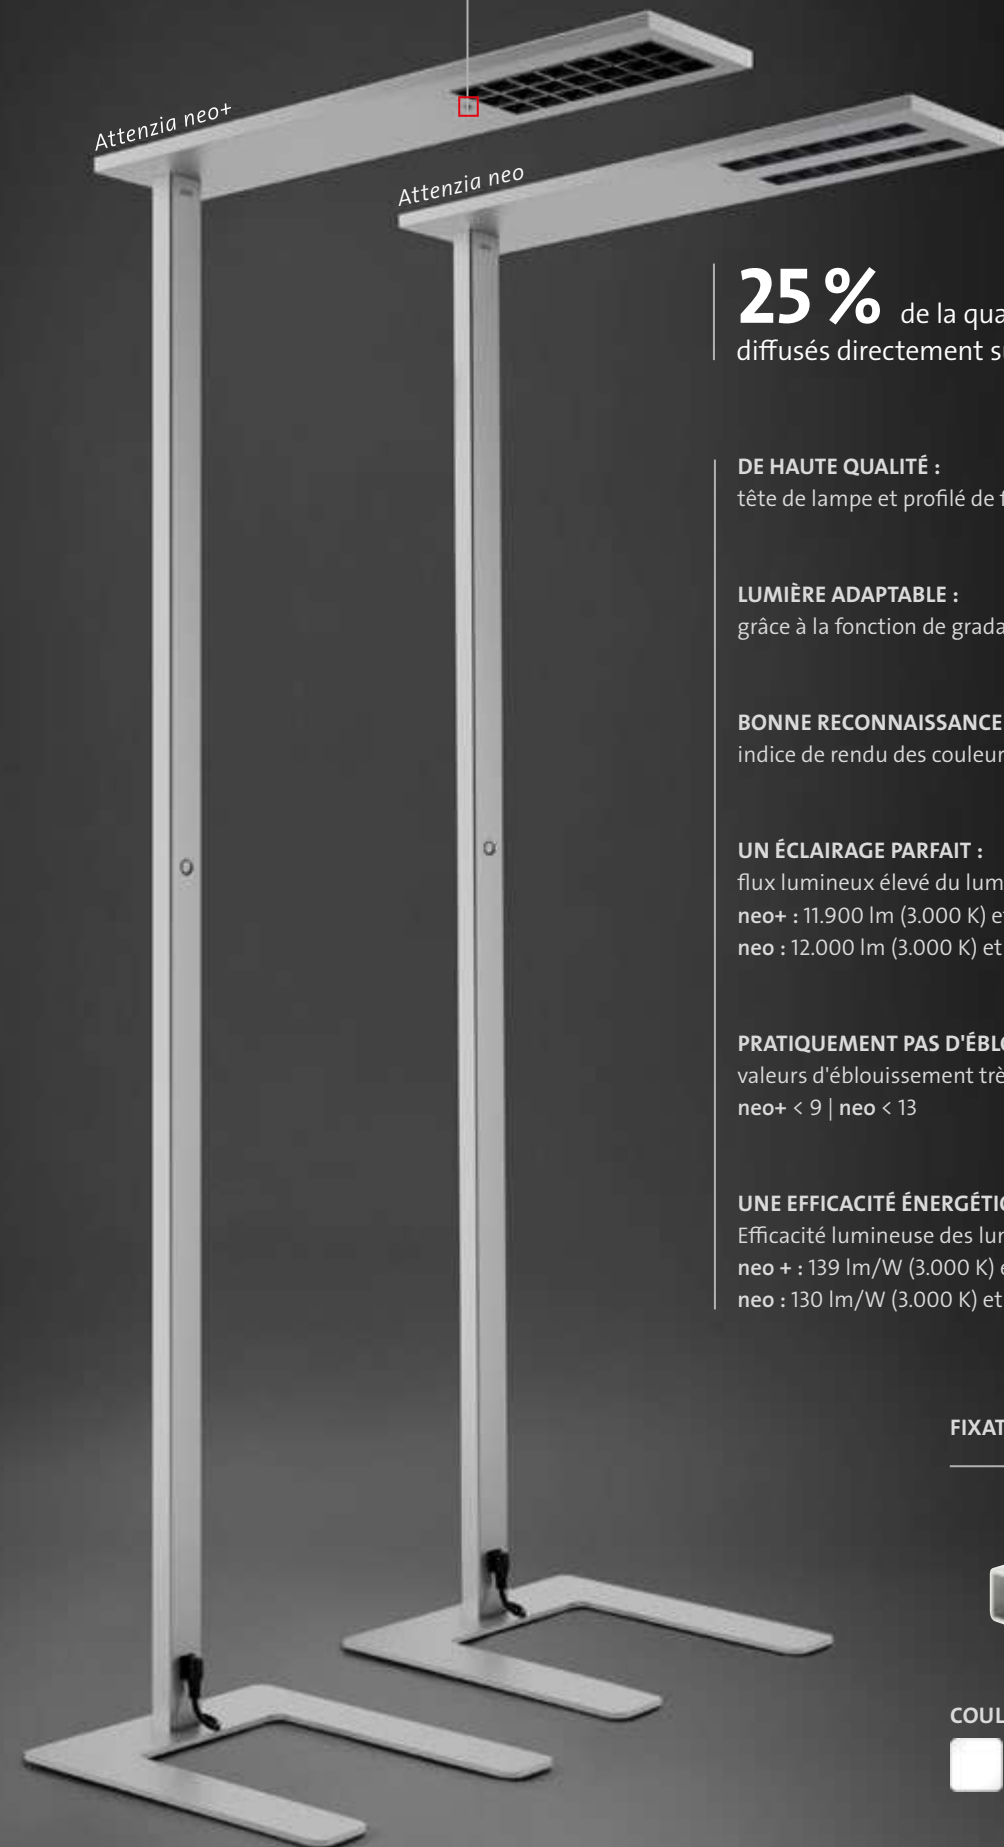 Attenzia neo+
Attenzia neo
25 % de la qua
diffusés directement s
DE HAUTE QUALITÉ :
tête de lampe et profilé de f
LUMIÈRE ADAPTABLE :
grâce à la fonction de grada
BONNE RECONNAISSANCE
indice de rendu des couleur
UN ÉCLAIRAGE PARFAIT :
flux lumineux élevé du lum
neo+ : 11.900 lm (3.000 K) e
neo : 12.000 lm (3.000 K) et
PRATIQUEMENT PAS D'ÉBLO
valeurs d'éblouissement trè
neo+ < 9 | neo < 13
UNE EFFICACITÉ ÉNERGÉTIQ
Efficacité lumineuse des lum
neo + : 139 lm/W (3.000 K) e
neo : 130 lm/W (3.000 K) et
FIXAT
COUL